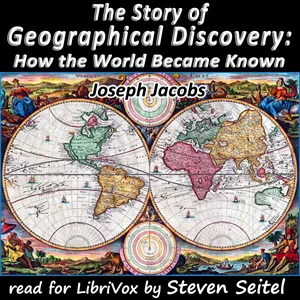 The Story of
Geographical Discovery:
How the World Became Known
Joseph Jacobs
read for LibriVox by Steven Seitel